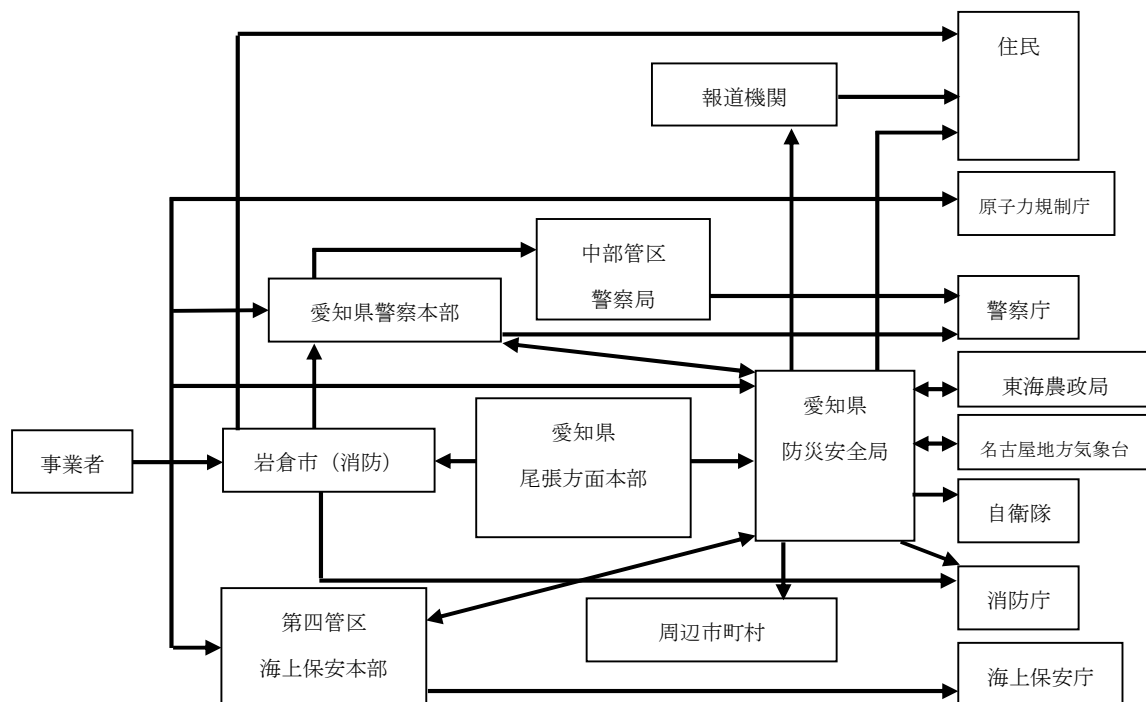 住民
報道機関
原子力規制庁
中部管区
警察局
愛知県警察本部
警察庁
東海農政局
愛知県
防災安全局
愛知県
尾張方面本部
事業者
岩倉市（消防）
名古屋地方気象台
自衛隊
消防庁
第四管区
海上保安本部
周辺市町村
海上保安庁